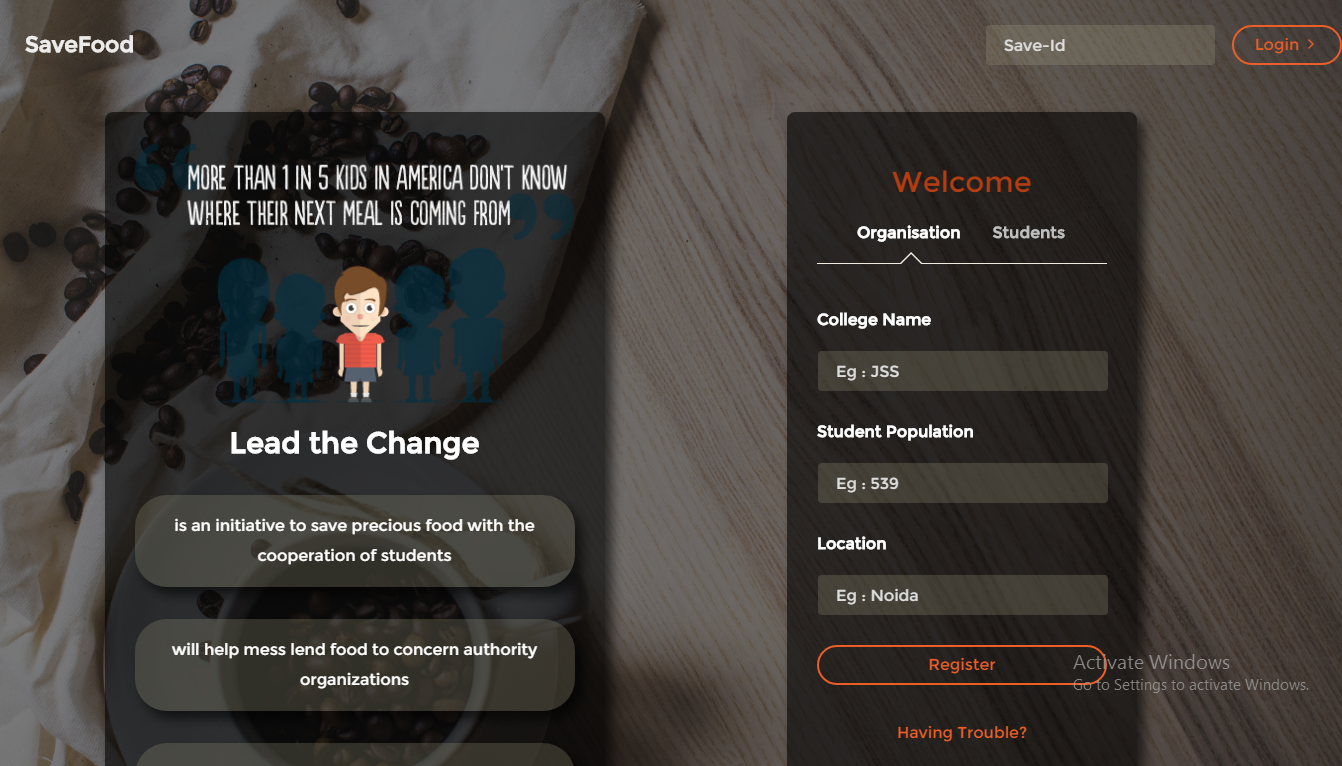 SaveFood
Save-Id
Login >
MORE THAN 1 IN 5 KIDS IN AMERICA DON'T KNOW
WHERE THEIR NEXT MEAL IS COMING FROM
Lead the Change
is an initiative to save precious food with the
cooperation of students
will help mess lend food to concern authority
organizations
Welcome
Organisation
Students
College Name
Eg : JSS
Student Population
Eg : 539
Location
Eg : Noida
Register
Having Trouble?
Activate Windows
Go to Settings to activate Windows.